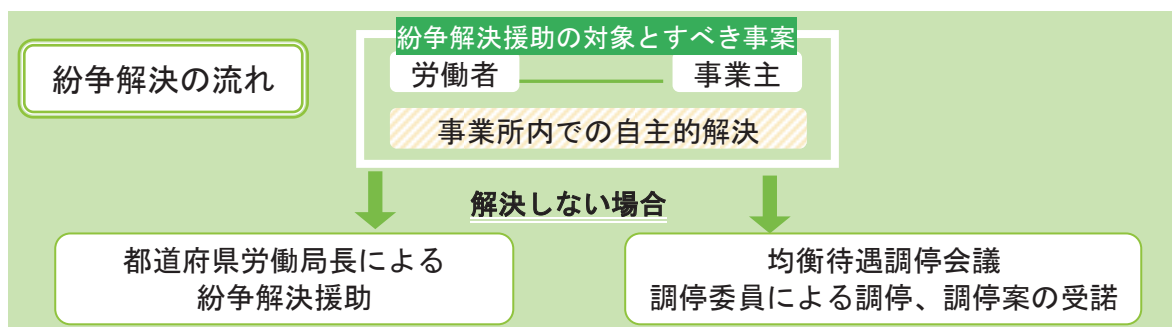 紛争解決の流れ
紛争解決援助の対象とすべき事案
労働者
事業主
事業所内での自主的解決
解決しない場合
都道府県労働局長による
紛争解決援助
均衡待遇調停会議
調停委員による調停、調停案の受諾